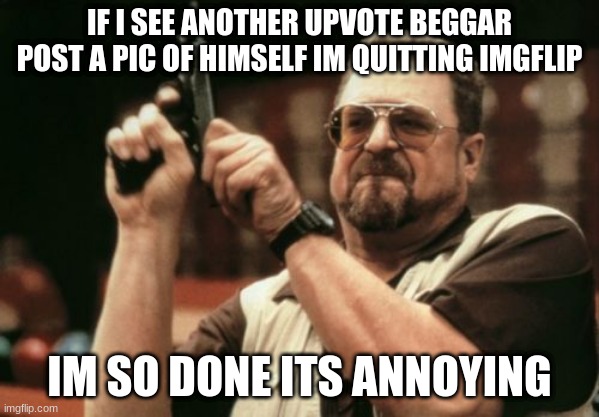 IF I SEE ANOTHER UPVOTE BEGGAR
POST A PIC OF HIMSELF IM QUITTING IMGFLIP
IM SO DONE ITS ANNOYING
imgflip.com